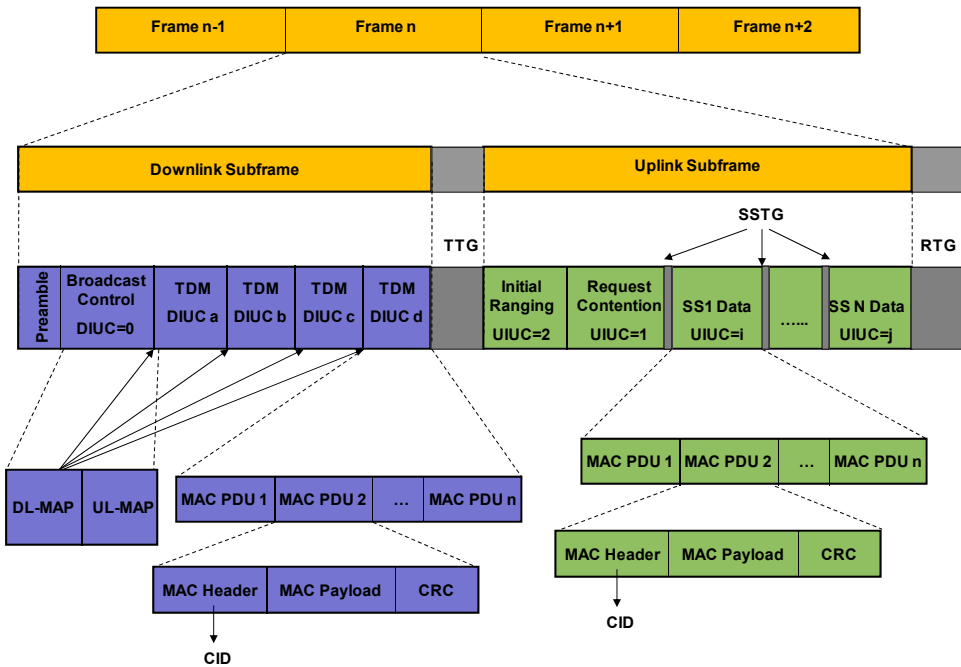 Frame n-1
Frame n
Frame n+1
Frame n+2
Downlink Subframe
Uplink Subframe
SSTG
TTG
RTG
Preamble
Broadcast
Control
DIUC=0
TDM
DIUC a
TDM
DIUC b
TDM
DIUC c
TDM
DIUC d
Initial
Ranging
UIUC=2
Request
Contention
UIUC=1
SS1 Data
UIUC=i
…...
SS N Data
UIUC=j
DL-MAP
UL-MAP
MAC PDU 1
MAC PDU 2
…
MAC PDU n
MAC Header
MAC Payload
CRC
CID
MAC PDU 1
MAC PDU 2
…
MAC PDU n
MAC Header
MAC Payload
CRC
CID